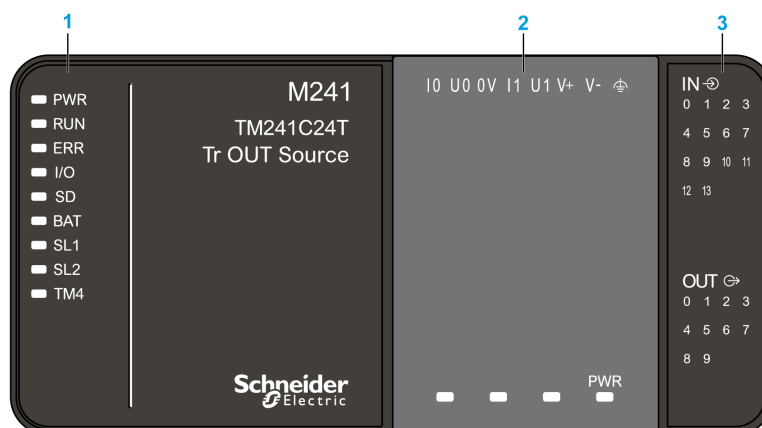 1
2
3
PWR
RUN
ERR
I/O
SD
BAT
SL1
SL2
TM4
M241
TM241C24T
Tr OUT Source
Schneider
Electric
I0 U0 0V I1 U1 V+ V-
PWR
IN
0 1 2 3
4 5 6 7
8 9 10 11
12 13
OUT
0 1 2 3
4 5 6 7
8 9